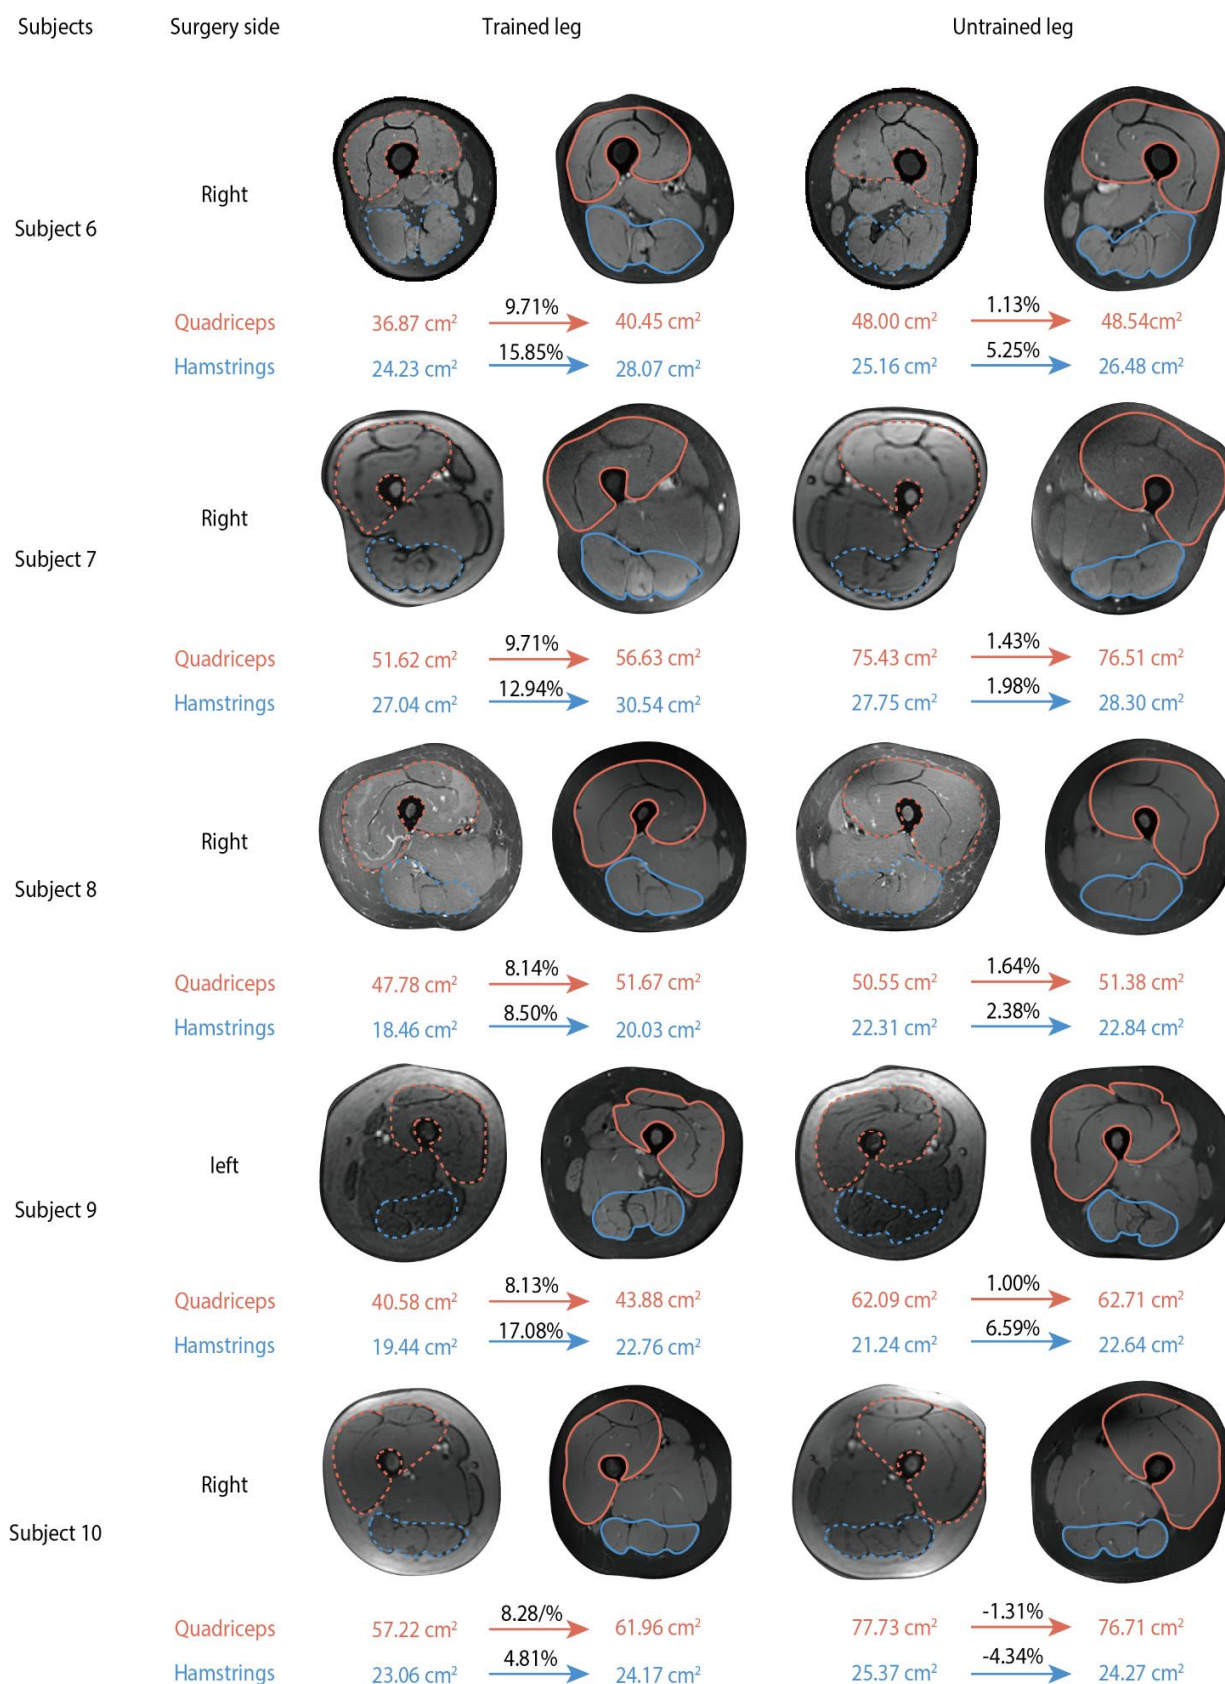 Subjects Surgery side Trained leg Untrained leg
Right
Subject 6
9.71% 1.13%
Quadriceps 36.87 cm² 40.45 cm² 48.00 cm² 48.54cm²
15.85% 5.25%
Hamstrings 24.23 cm² 28.07 cm² 25.16 cm² 26.48 cm²
Right
Subject 7
9.71% 1.43%
Quadriceps 51.62 cm² 56.63 cm² 75.43 cm² 76.51 cm²
12.94% 1.98%
Hamstrings 27.04 cm² 30.54 cm² 27.75 cm² 28.30 cm²
Right
Subject 8
8.14% 1.64%
Quadriceps 47.78 cm² 51.67 cm² 50.55 cm² 51.38 cm²
8.50% 2.38%
Hamstrings 18.46 cm² 20.03 cm² 22.31 cm² 22.84 cm²
left
Subject 9
8.13% 1.00%
Quadriceps 40.58 cm² 43.88 cm² 62.09 cm² 62.71 cm²
17.08% 6.59%
Hamstrings 19.44 cm² 22.76 cm² 21.24 cm² 22.64 cm²
Right
Subject 10
8.28/% -1.31%
Quadriceps 57.22 cm² 61.96 cm² 77.73 cm² 76.71 cm²
4.81% -4.34%
Hamstrings 23.06 cm² 24.17 cm² 25.37 cm² 24.27 cm²